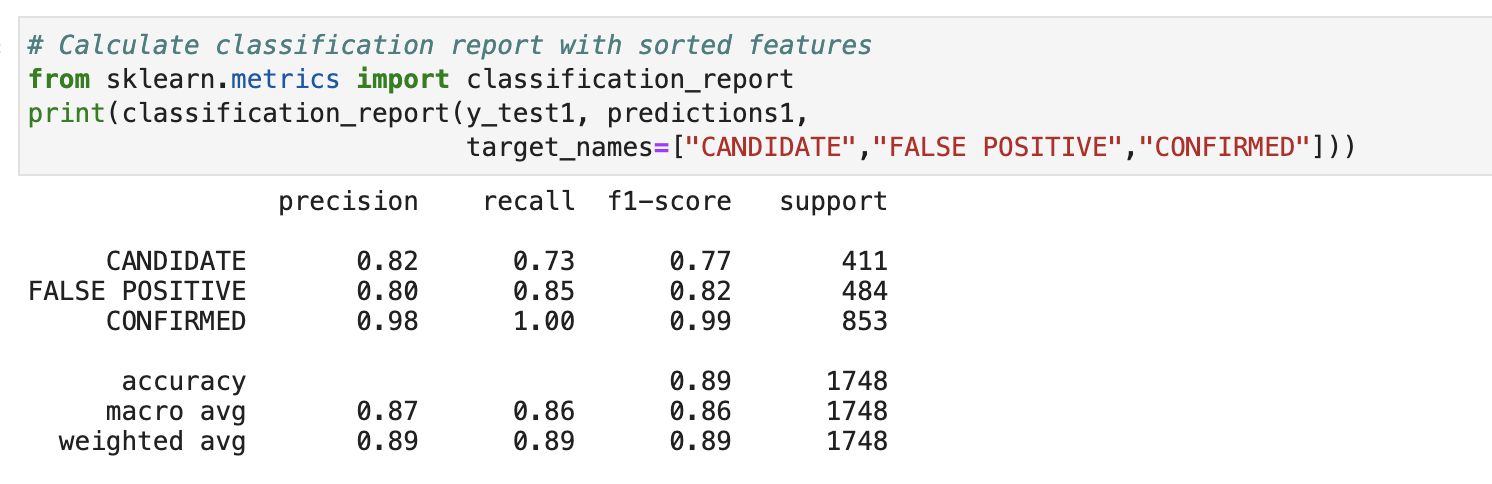 # Calculate classification report with sorted features
from sklearn.metrics import classification_report
print(classification_report(y_test1, predictions1,
target_names=["CANDIDATE","FALSE POSITIVE","CONFIRMED"]))
precision recall f1-score support
CANDIDATE 0.82 0.73 0.77 411
FALSE POSITIVE 0.80 0.85 0.82 484
CONFIRMED 0.98 1.00 0.99 853
accuracy 0.89 1748
macro avg 0.87 0.86 0.86 1748
weighted avg 0.89 0.89 0.89 1748